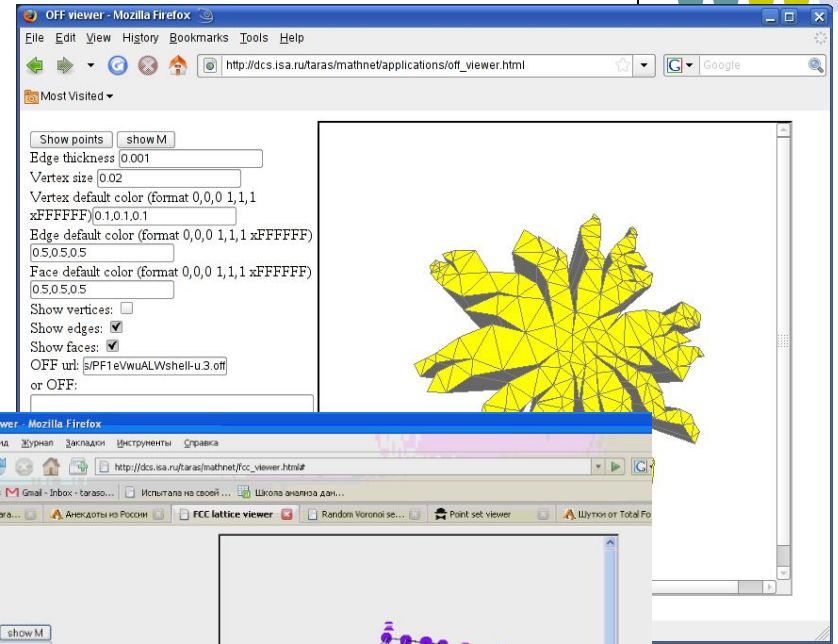 OFF viewer - Mozilla Firefox
File Edit View History Bookmarks Tools Help
http://dcs.isa.ru/taras/mathnet/applications/off_viewer.html
G Google
Most Visited
Show points show M
Edge thickness 0.001
Vertex size 0.02
Vertex default color (format 0,0,0 1,1,1
xFFFFFF) 0.1,0.1,0.1
Edge default color (format 0,0,0 1,1,1 xFFFFFF)
0.5,0.5,0.5
Face default color (format 0,0,0 1,1,1 xFFFFFF)
0.5,0.5,0.5
Show vertices:
Show edges:
Show faces:
OFF url: s/PF1eVwuALWshell-u.3.off
or OFF:
wer - Mozilla Firefox
ид Журнал Закладки Инструменты Справка
http://dcs.isa.ru/taras/mathnet/fcc_viewer.html# G
Gmail - Inbox - taraso... Испытала на своей ... Школа анализа дан...
ara... Анекдоты из России FCC lattice viewer Random Voronoi se... Point set viewer Шутки от Total Fo
show M